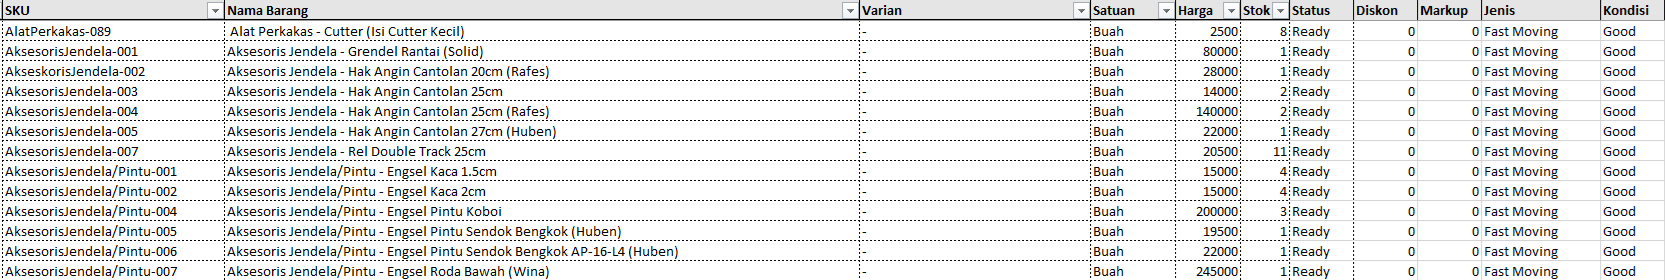 SKU Nama Barang Varian Satuan Harga Stok Status Diskon Markup Jenis Kondisi
AlatPerkakas-089 Alat Perkakas - Cutter (Isi Cutter Kecil) - Buah 2500 8 Ready 0 0 Fast Moving Good
AksesorisJendela-001 Aksesoris Jendela - Grendel Rantai (Solid) - Buah 80000 1 Ready 0 0 Fast Moving Good
AkseskorisJendela-002 Aksesoris Jendela - Hak Angin Cantolan 20cm (Rafes) - Buah 28000 1 Ready 0 0 Fast Moving Good
AksesorisJendela-003 Aksesoris Jendela - Hak Angin Cantolan 25cm - Buah 14000 2 Ready 0 0 Fast Moving Good
AksesorisJendela-004 Aksesoris Jendela - Hak Angin Cantolan 25cm (Rafes) - Buah 140000 2 Ready 0 0 Fast Moving Good
AksesorisJendela-005 Aksesoris Jendela - Hak Angin Cantolan 27cm (Huben) - Buah 22000 1 Ready 0 0 Fast Moving Good
AksesorisJendela-007 Aksesoris Jendela - Rel Double Track 25cm - Buah 20500 11 Ready 0 0 Fast Moving Good
AksesorisJendela/Pintu-001 Aksesoris Jendela/Pintu - Engsel Kaca 1.5cm - Buah 15000 4 Ready 0 0 Fast Moving Good
AksesorisJendela/Pintu-002 Aksesoris Jendela/Pintu - Engsel Kaca 2cm - Buah 15000 4 Ready 0 0 Fast Moving Good
AksesorisJendela/Pintu-004 Aksesoris Jendela/Pintu - Engsel Pintu Koboi - Buah 200000 3 Ready 0 0 Fast Moving Good
AksesorisJendela/Pintu-005 Aksesoris Jendela/Pintu - Engsel Pintu Sendok Bengkok (Huben) - Buah 19500 1 Ready 0 0 Fast Moving Good
AksesorisJendela/Pintu-006 Aksesoris Jendela/Pintu - Engsel Pintu Sendok Bengkok AP-16-L4 (Huben) - Buah 22000 1 Ready 0 0 Fast Moving Good
AksesorisJendela/Pintu-007 Aksesoris Jendela/Pintu - Engsel Roda Bawah (Wina) - Buah 245000 1 Ready 0 0 Fast Moving Good